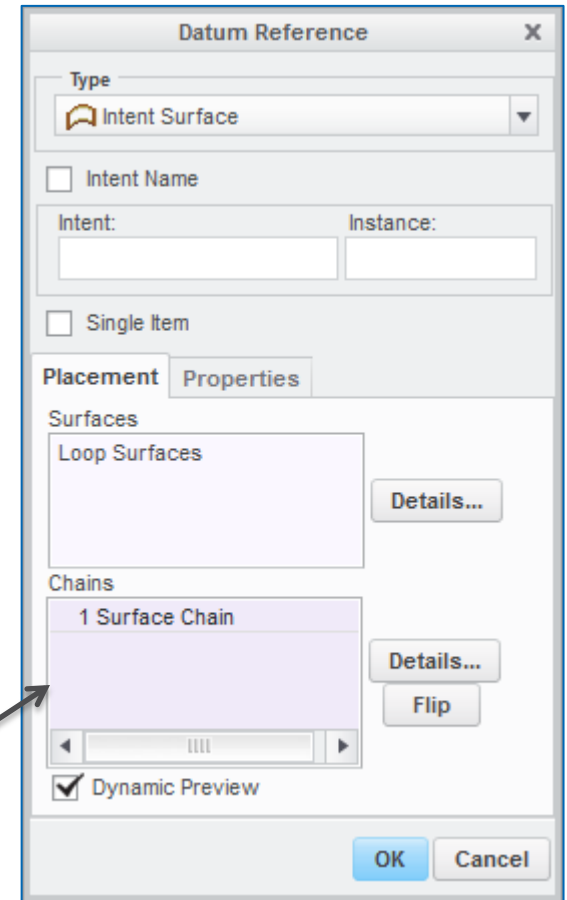 Datum Reference X
Type
Intent Surface
Intent Name
Intent: Instance:
Single Item
Placement Properties
Surfaces
Loop Surfaces
Details...
Chains
1 Surface Chain
Details...
Flip
Dynamic Preview
OK Cancel